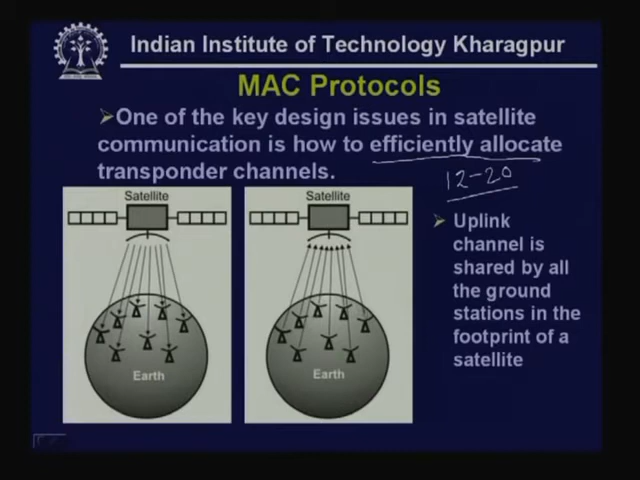 Indian Institute of Technology Kharagpur
MAC Protocols
One of the key design issues in satellite
communication is how to efficiently allocate
transponder channels.
12-20
Satellite
Earth
Satellite
Earth
Uplink
channel is
shared by all
the ground
stations in the
footprint of a
satellite